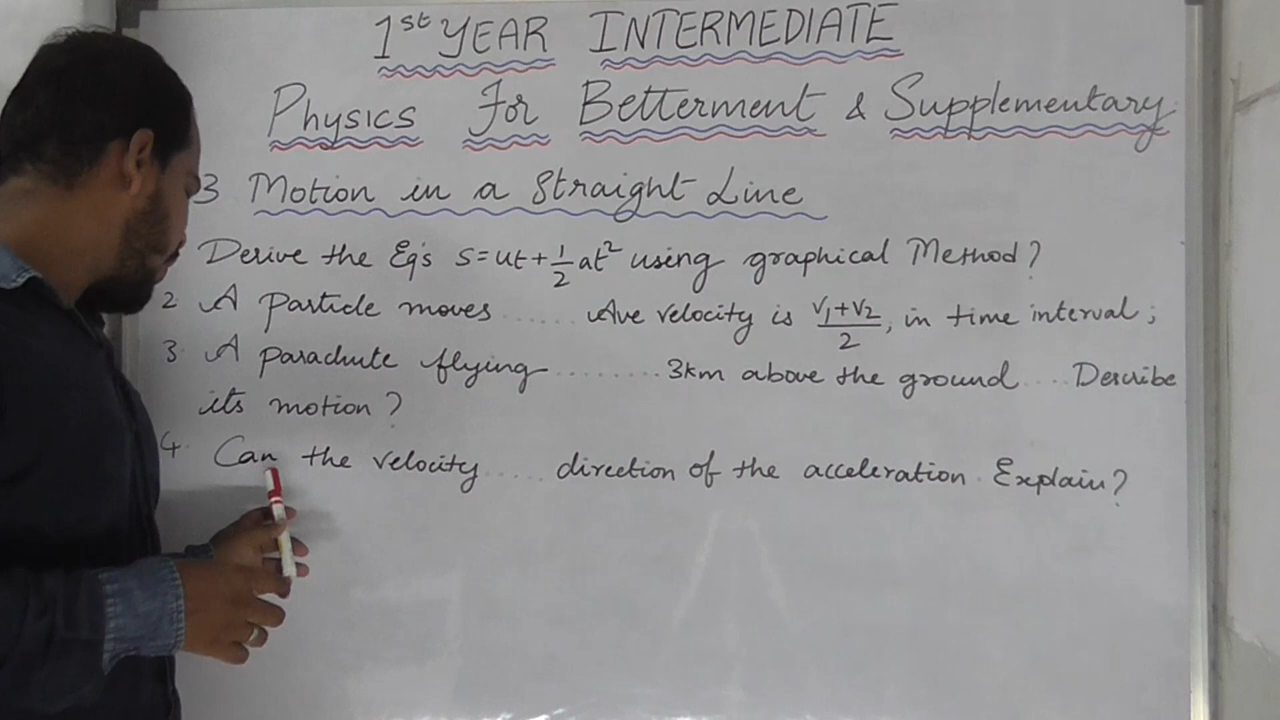 1st YEAR INTERMEDIATE
Physics For Betterment & Supplementary
3 Motion in a Straight Line
Derive the Eq's s=ut+1/2 at² using graphical Method?
2 A Particle moves ..... Ave velocity is V1+V2/2, in time interval;
3. A parachute flying ........ 3km above the ground .... Describe
its motion?
4. Can the velocity .... direction of the acceleration. Explain?